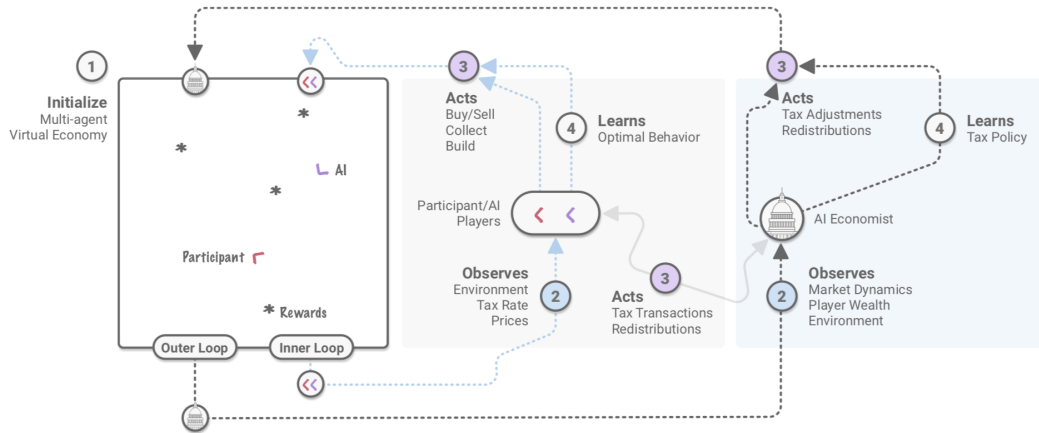 1
Initialize
Multi-agent
Virtual Economy
AI
Participant
Rewards
Outer Loop
Inner Loop
3
Acts
Buy/Sell
Collect
Build
4
Learns
Optimal Behavior
Participant/AI
Players
Observes
Environment
Tax Rate
Prices
2
3
Acts
Tax Transactions
Redistributions
3
Acts
Tax Adjustments
Redistributions
4
Learns
Tax Policy
AI Economist
2
Observes
Market Dynamics
Player Wealth
Environment